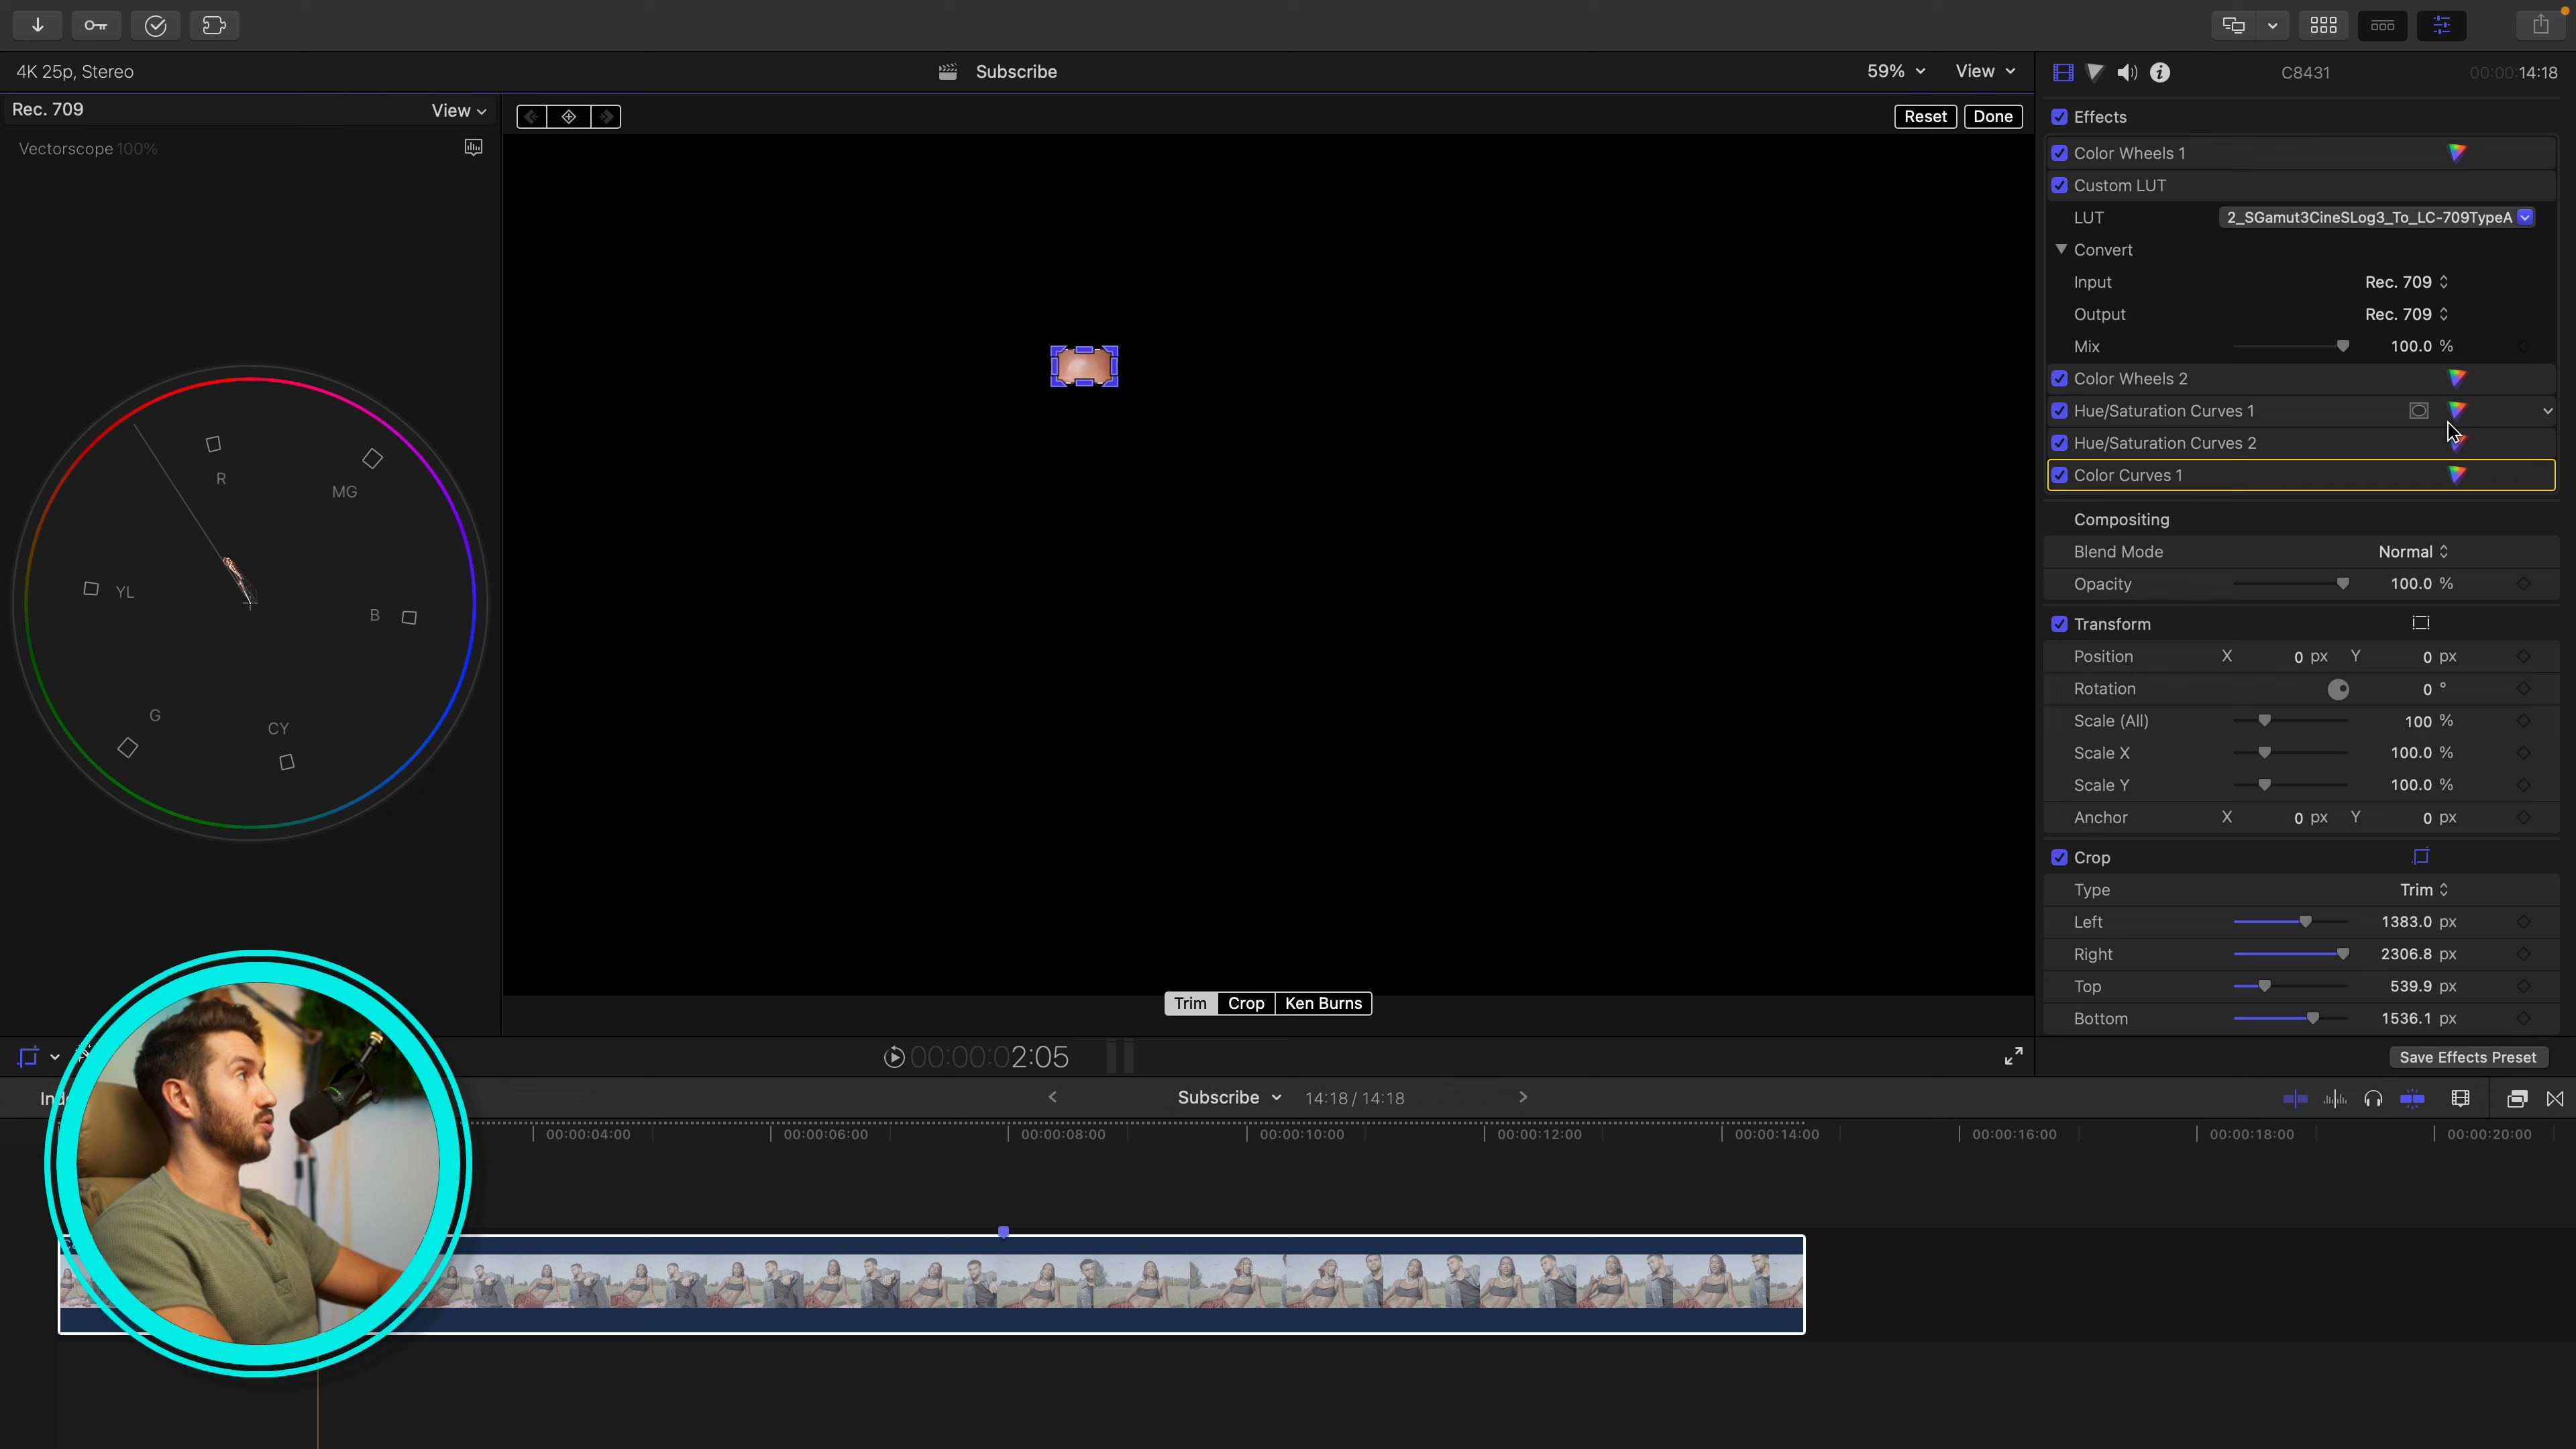 4K 25p, Stereo
Subscribe
59%
View
C8431
00:00:14:18
Rec. 709
View
Reset
Done
Effects
Vectorscope 100%
Color Wheels 1
Custom LUT
LUT
2_SGamut3CineSLog3_To_LC-709TypeA
Convert
Input
Rec. 709
Output
Rec. 709
Mix
100.0 %
Color Wheels 2
Hue/Saturation Curves 1
Hue/Saturation Curves 2
Color Curves 1
R
MG
YL
B
G
CY
Compositing
Blend Mode
Normal
Opacity
100.0 %
Transform
Position
X 0 px Y 0 px
Rotation
0 °
Scale (All)
100 %
Scale X
100.0 %
Scale Y
100.0 %
Anchor
X 0 px Y 0 px
Crop
Type
Trim
Left
1383.0 px
Right
2306.8 px
Top
539.9 px
Bottom
1536.1 px
Trim
Crop
Ken Burns
00:00:02:05
Save Effects Preset
Subscribe
14:18 / 14:18
00:00:04:00
00:00:06:00
00:00:08:00
00:00:10:00
00:00:12:00
00:00:14:00
00:00:16:00
00:00:18:00
00:00:20:00